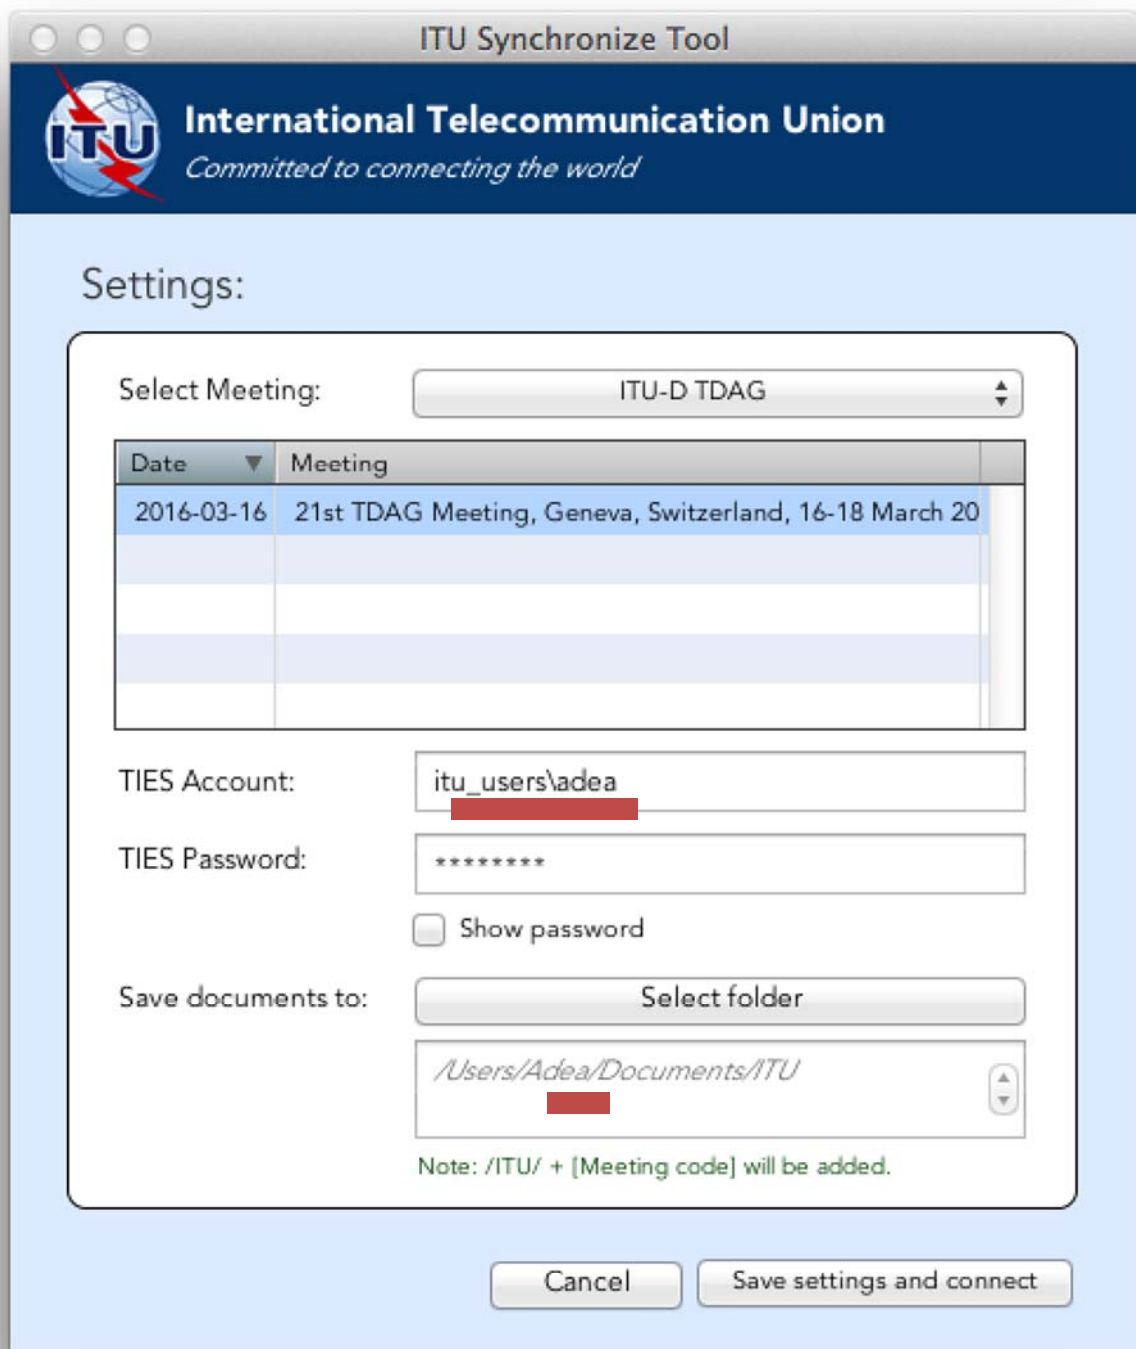 ITU Synchronize Tool
ITU
International Telecommunication Union
Committed to connecting the world
Settings:
Select Meeting: ITU-D TDAG
Date Meeting
2016-03-16 21st TDAG Meeting, Geneva, Switzerland, 16-18 March 20
TIES Account: itu_users\adea
TIES Password: ********
Show password
Save documents to: Select folder
/Users/Adea/Documents/ITU
Note: /ITU/ + [Meeting code] will be added.
Cancel Save settings and connect